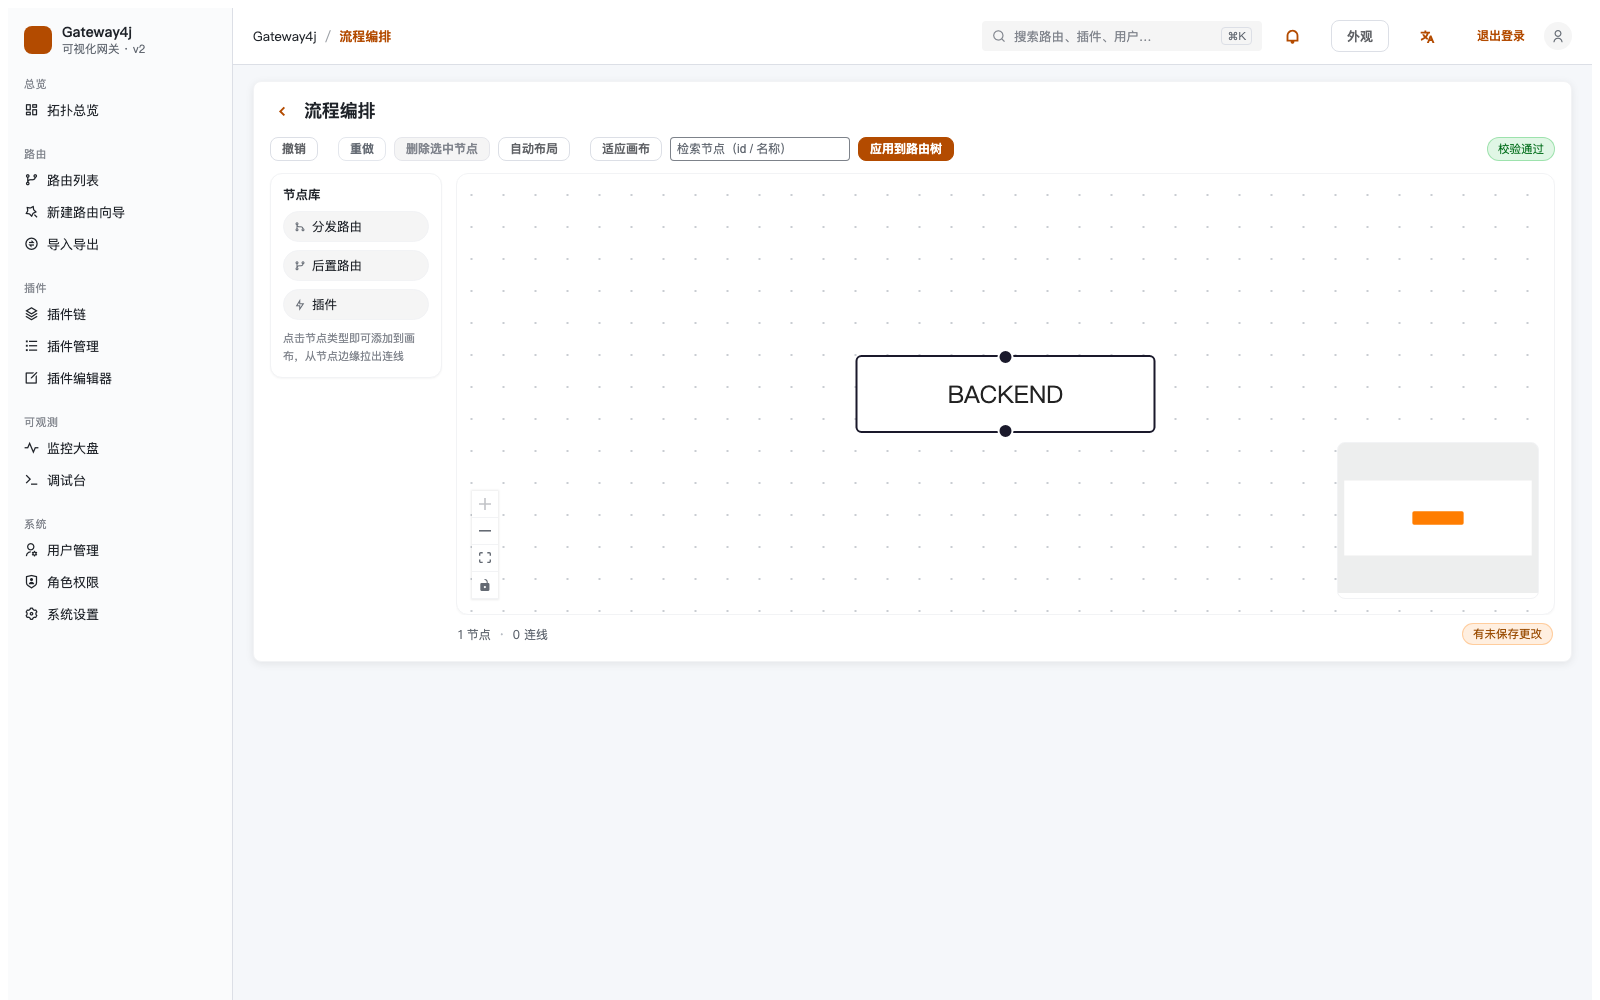 Gateway4j
可视化网关 · v2
总览
拓扑总览
路由
路由列表
新建路由向导
导入导出
插件
插件链
插件管理
插件编辑器
可观测
监控大盘
调试台
系统
用户管理
角色权限
系统设置
Gateway4j / 流程编排
搜索路由、插件、用户... ⌘K
外观
退出登录
流程编排
撤销 重做 删除选中节点 自动布局 适应画布 检索节点（id / 名称） 应用到路由树 校验通过
节点库
分发路由
后置路由
插件
点击节点类型即可添加到画
布，从节点边缘拉出连线
BACKEND
1 节点 · 0 连线
有未保存更改